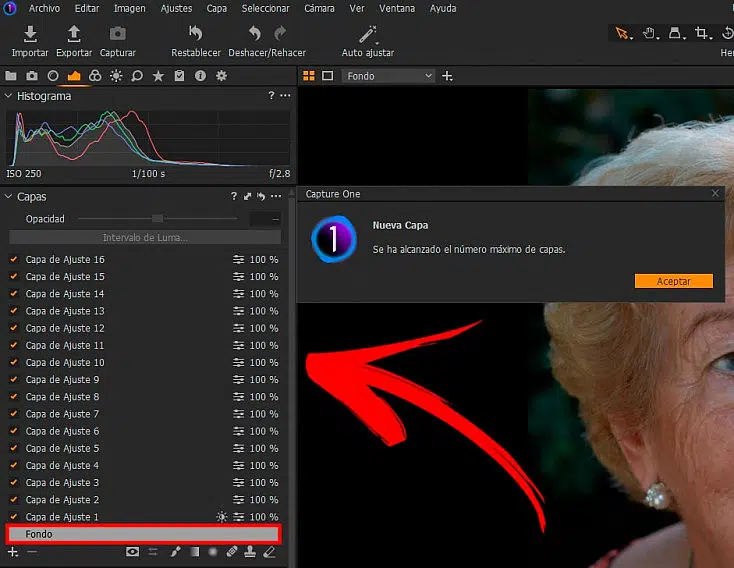 Archivo Editar Imagen Ajustes Capa Seleccionar Cámara Ver Ventana Ayuda
Importar Exportar Capturar Restablecer Deshacer/Rehacer Auto ajustar
Fondo
Histograma ? ...
ISO 250 1/100 s f/2.8
Capas ? ...
Opacidad --
Intervalo de Luma...
Capa de Ajuste 16 100 %
Capa de Ajuste 15 100 %
Capa de Ajuste 14 100 %
Capa de Ajuste 13 100 %
Capa de Ajuste 12 100 %
Capa de Ajuste 11 100 %
Capa de Ajuste 10 100 %
Capa de Ajuste 9 100 %
Capa de Ajuste 8 100 %
Capa de Ajuste 7 100 %
Capa de Ajuste 6 100 %
Capa de Ajuste 5 100 %
Capa de Ajuste 4 100 %
Capa de Ajuste 3 100 %
Capa de Ajuste 2 100 %
Capa de Ajuste 1 100 %
Fondo
Capture One
1
Nueva Capa
Se ha alcanzado el número máximo de capas.
Aceptar